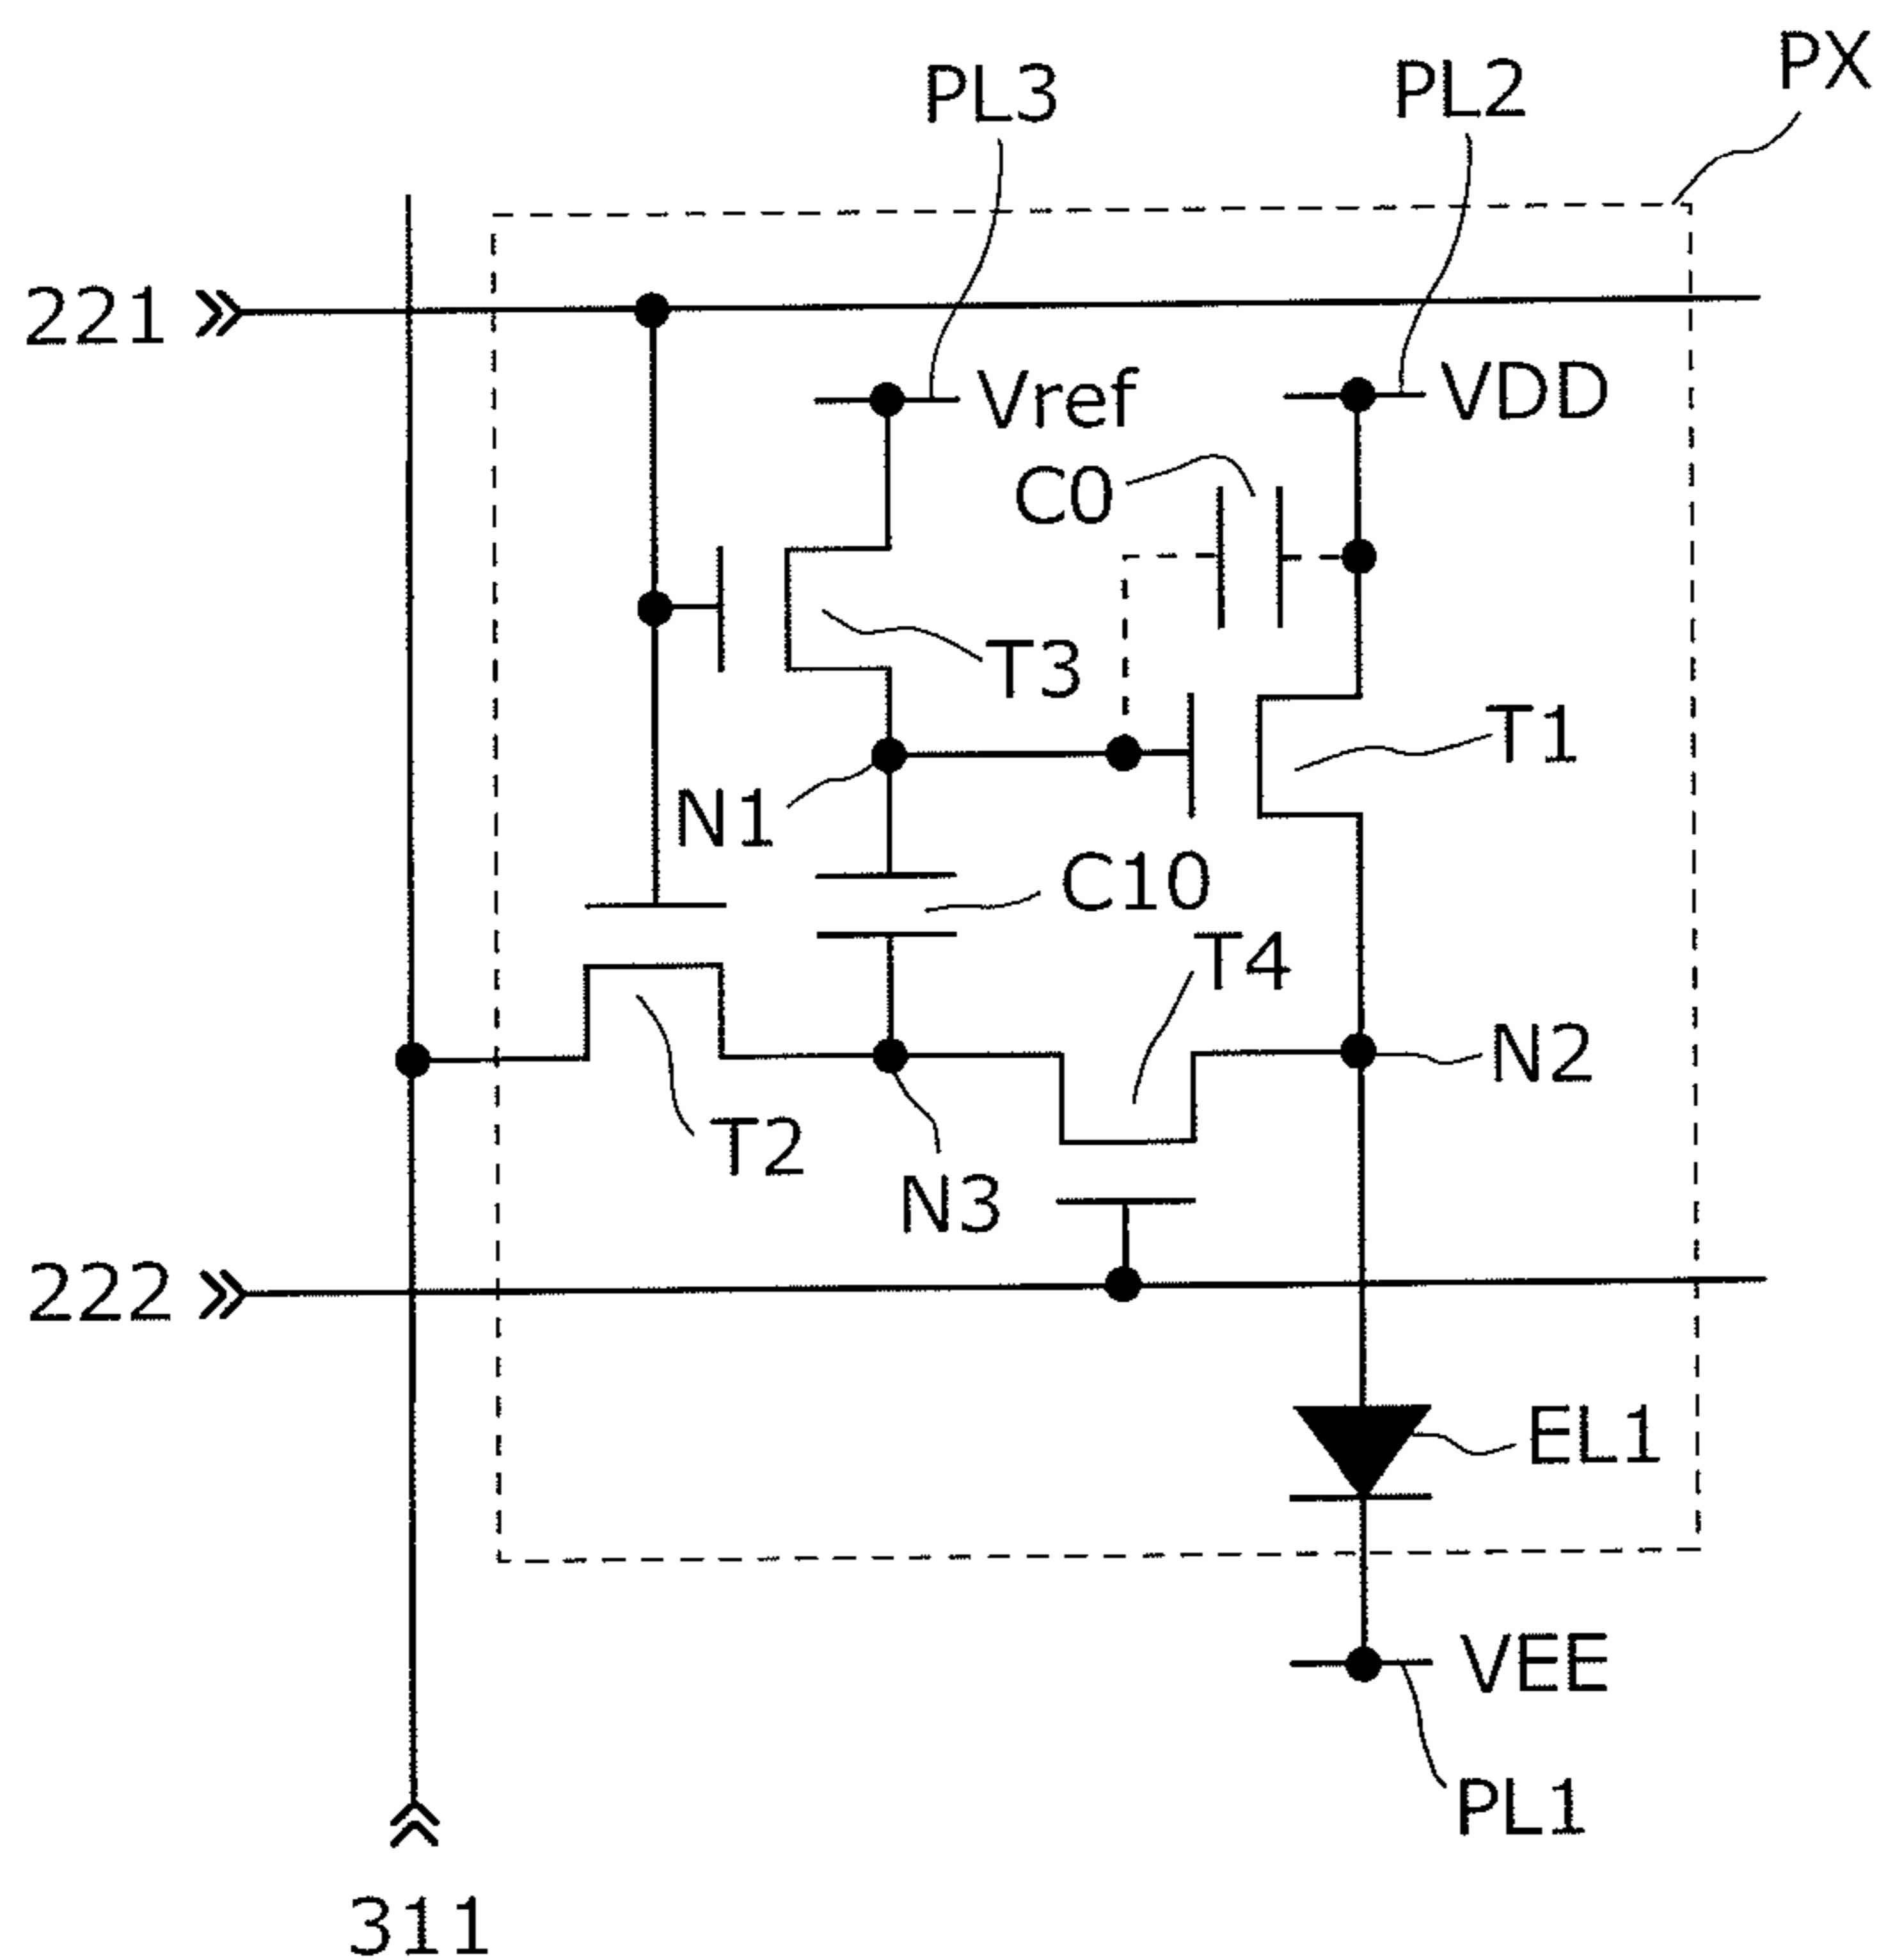 PX
PL3
PL2
221
Vref
VDD
C0
T3
T1
N1
C10
T4
N2
T2
N3
222
EL1
VEE
PL1
311